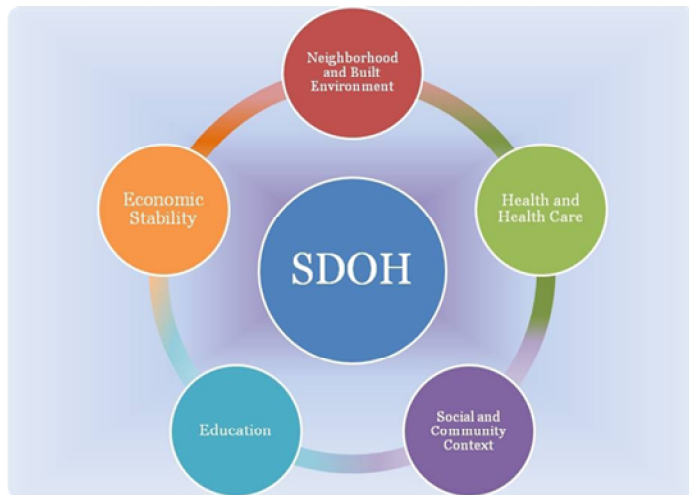 Neighborhood
and Built
Environment
Economic
Stability
Health and
Health Care
SDOH
Education
Social and
Community
Context